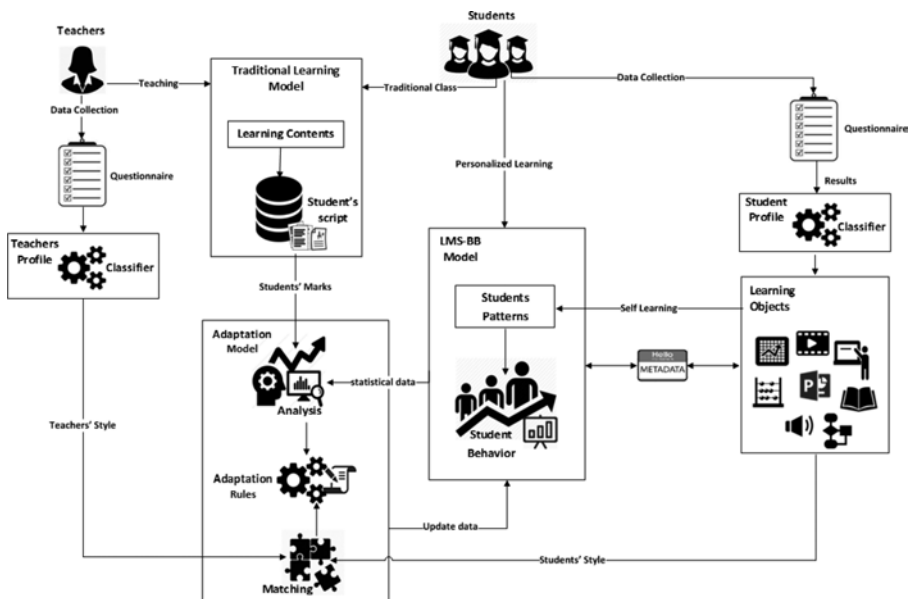 Teachers
Students
Teaching
Traditional Learning
Model
Traditional Class
Data Collection
Data Collection
Learning Contents
Questionnaire
Questionnaire
Personalized Learning
Student's
script
Results
Student Profile
Classifier
Teachers
Profile
Classifier
LMS-BB
Model
Students' Marks
Learning
Objects
Students
Patterns
Self Learning
Adaptation
Model
Hello
METADATA
statistical data
Analysis
Teachers' Style
Student
Behavior
P
Adaptation
Rules
Update data
Students' Style
Matching